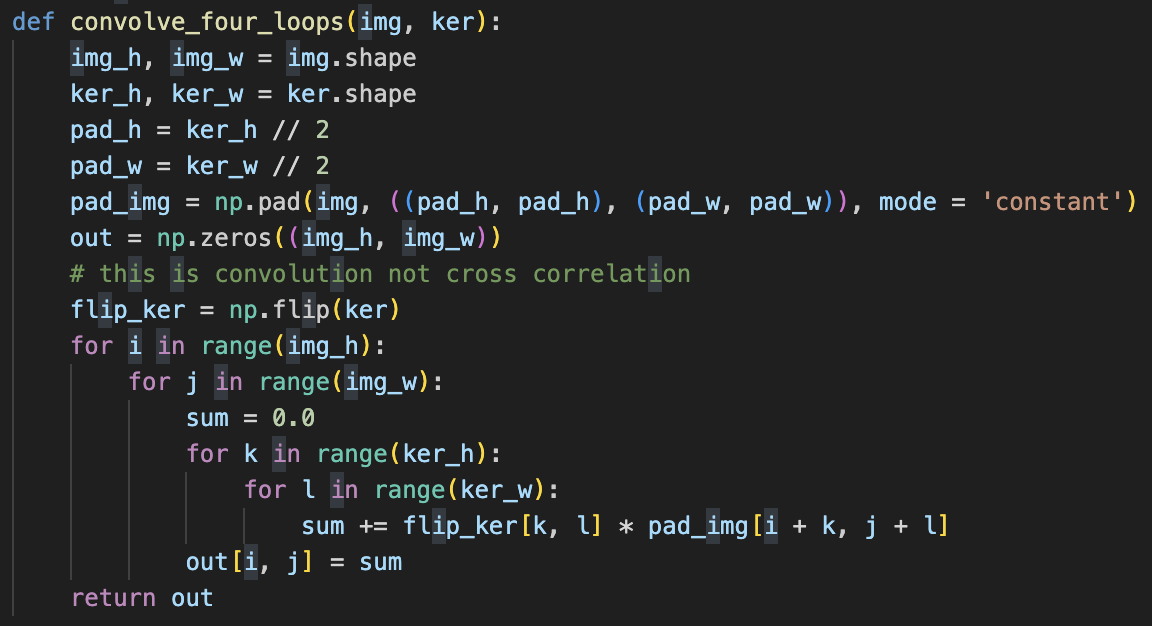 def convolve_four_loops(img, ker):
    img_h, img_w = img.shape
    ker_h, ker_w = ker.shape
    pad_h = ker_h // 2
    pad_w = ker_w // 2
    pad_img = np.pad(img, ((pad_h, pad_h), (pad_w, pad_w)), mode = 'constant')
    out = np.zeros((img_h, img_w))
    # this is convolution not cross correlation
    flip_ker = np.flip(ker)
    for i in range(img_h):
        for j in range(img_w):
            sum = 0.0
            for k in range(ker_h):
                for l in range(ker_w):
                    sum += flip_ker[k, l] * pad_img[i + k, j + l]
            out[i, j] = sum
    return out